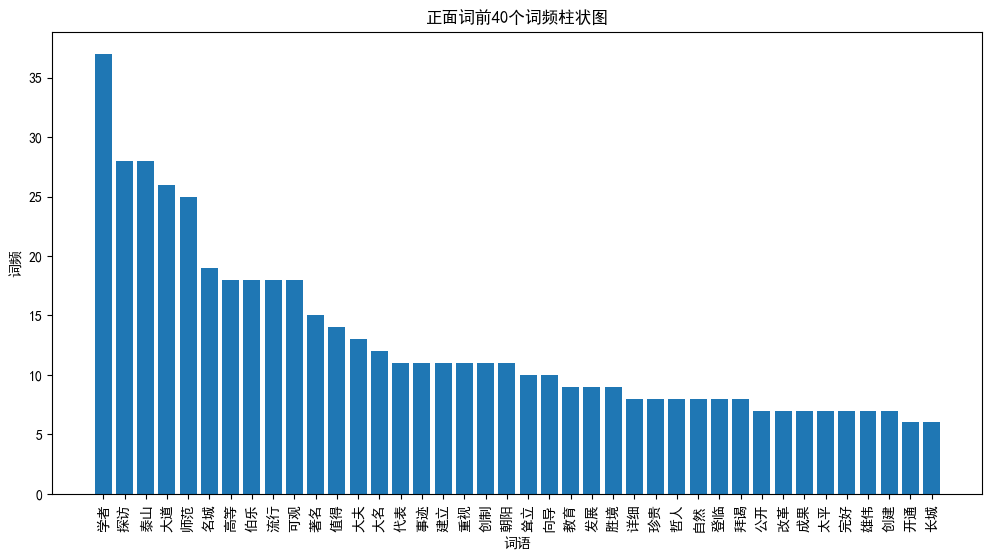 正面词前40个词频柱状图
词频
35
30
25
20
15
10
5
0
学者
探访
泰山
大道
师范
名城
高等
伯乐
流行
可观
著名
值得
大夫
大名
代表
事迹
建立
重视
创制
朝阳
耸立
向导
教育
发展
胜境
详细
珍贵
哲人
自然
登临
拜谒
公开
改革
成果
太平
完好
雄伟
创建
开通
长城
词语